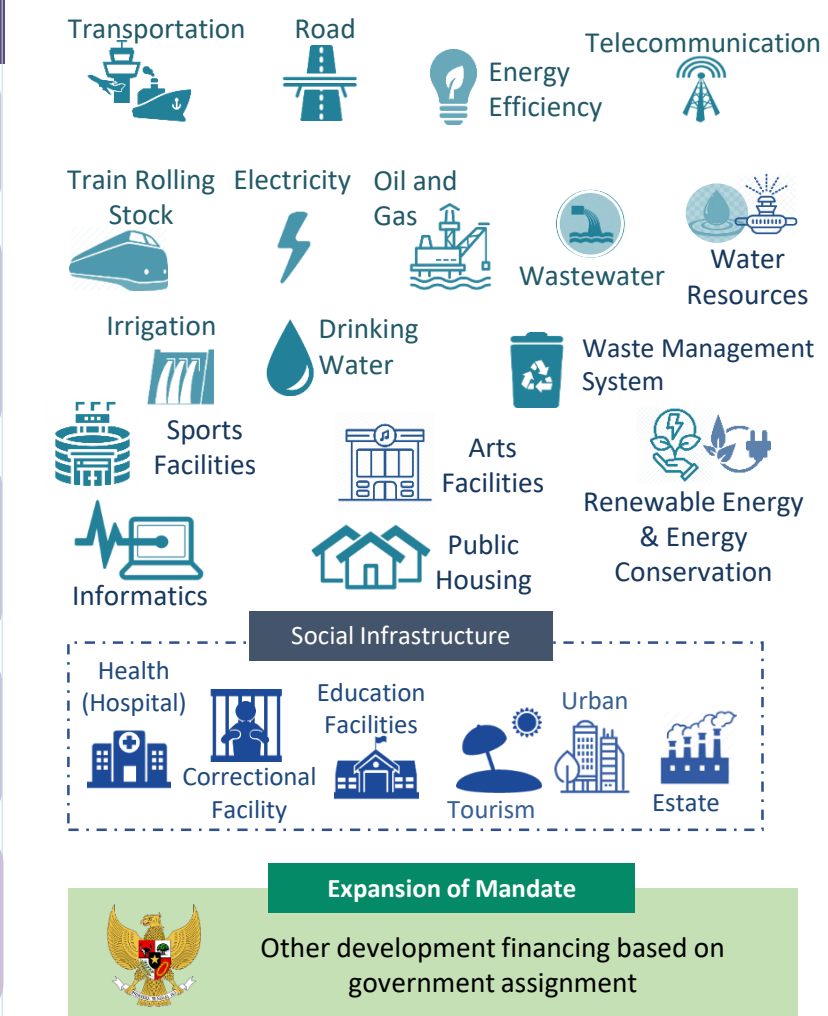 Transportation
Road
Energy
Efficiency
Telecommunication
Train Rolling
Stock
Electricity
Oil and
Gas
Wastewater
Water
Resources
Irrigation
Drinking
Water
Waste Management
System
Sports
Facilities
Arts
Facilities
Renewable Energy
& Energy
Conservation
Informatics
Public
Housing
Social Infrastructure
Health
(Hospital)
Correctional
Facility
Education
Facilities
Tourism
Urban
Estate
Expansion of Mandate
Other development financing based on
government assignment